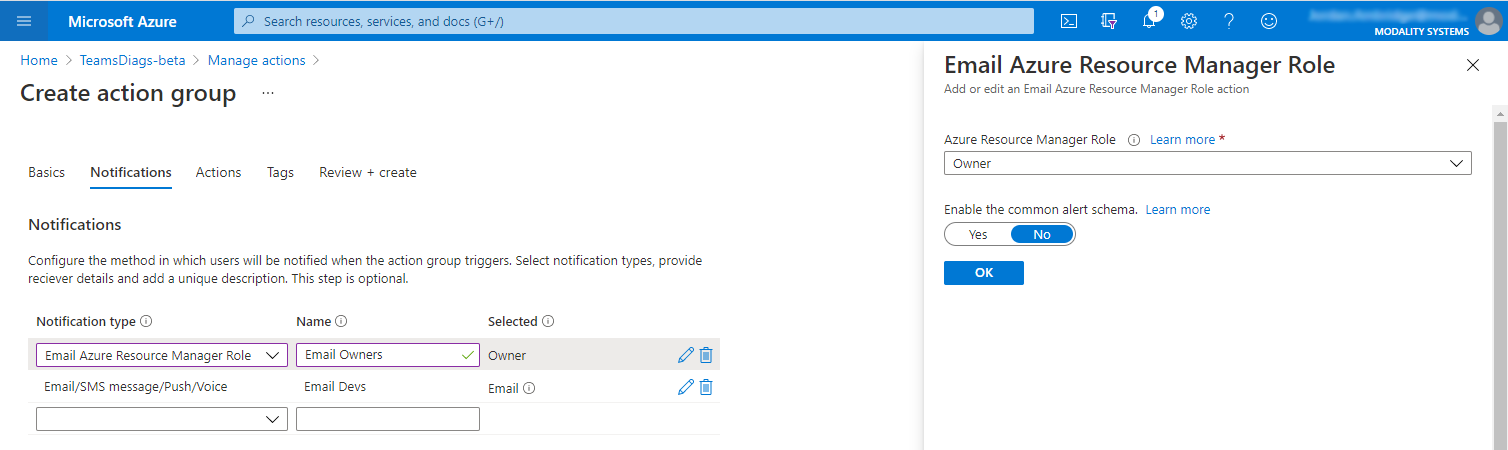 Microsoft Azure
Search resources, services, and docs (G+/)
1
MODALITY SYSTEMS
Home > TeamsDiags-beta > Manage actions >
Create action group ...
Basics Notifications Actions Tags Review + create
Notifications
Configure the method in which users will be notified when the action group triggers. Select notification types, provide
reciever details and add a unique description. This step is optional.
Notification type Name Selected
Email Azure Resource Manager Role Email Owners Owner
Email/SMS message/Push/Voice Email Devs Email
Email Azure Resource Manager Role
Add or edit an Email Azure Resource Manager Role action
Azure Resource Manager Role Learn more *
Owner
Enable the common alert schema. Learn more
Yes No
OK